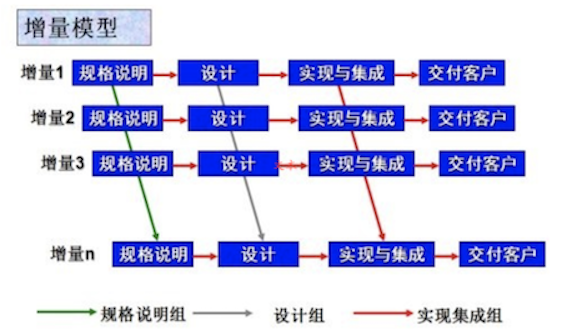 增量模型
增量1 规格说明 设计 实现与集成 交付客户
增量2 规格说明 设计 实现与集成 交付客户
增量3 规格说明 设计 实现与集成 交付客户
增量n 规格说明 设计 实现与集成 交付客户
规格说明组 设计组 实现集成组